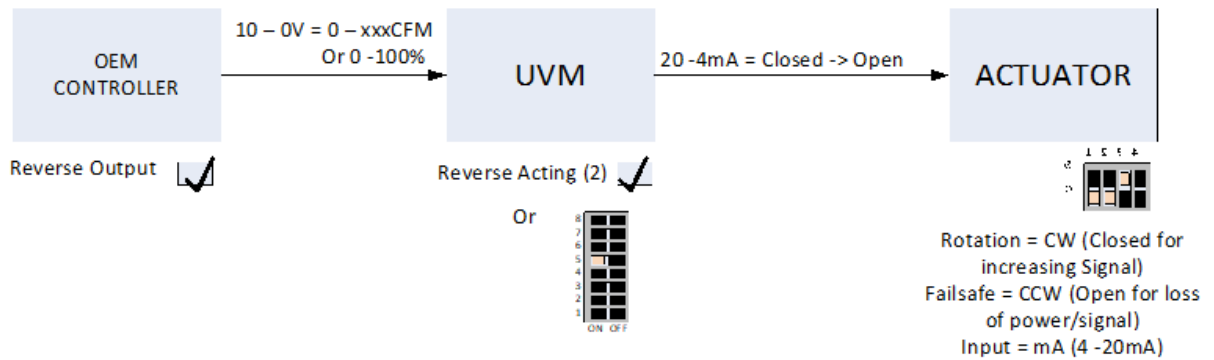 10 – 0V = 0 – xxxCFM
Or 0 -100%
OEM
CONTROLLER
UVM
20 -4mA = Closed -> Open
ACTUATOR
Reverse Output
Reverse Acting (2)
Or
8
7
6
5
4
3
2
1
ON OFF
Rotation = CW (Closed for
increasing Signal)
Failsafe = CCW (Open for loss
of power/signal)
Input = mA (4 -20mA)